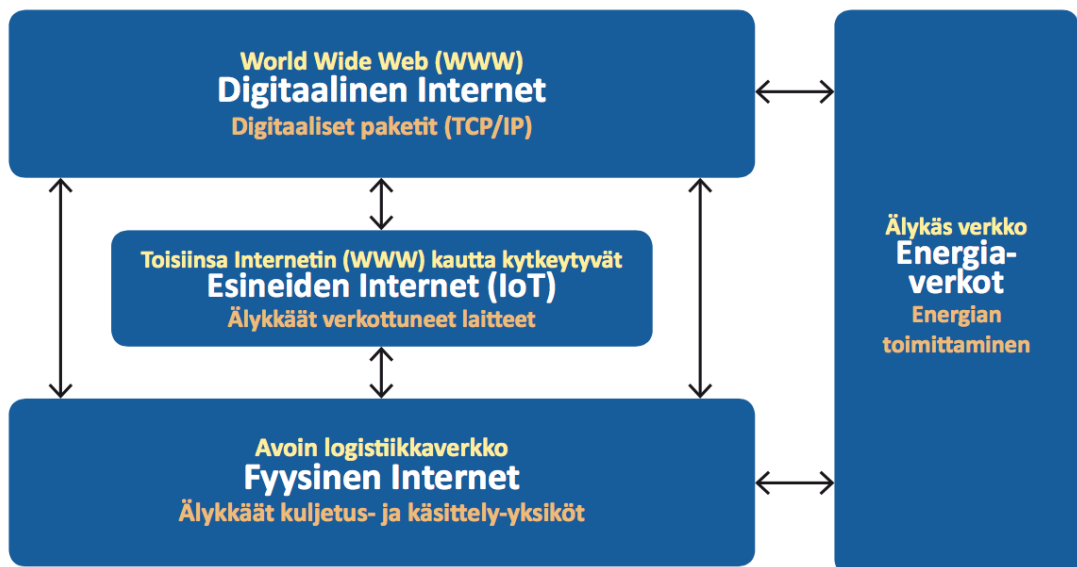 World Wide Web (WWW)
Digitaalinen Internet
Digitaaliset paketit (TCP/IP)
Toisiinsa Internetin (WWW) kautta kytkeytyvät
Esineiden Internet (IoT)
Älykkäät verkottuneet laitteet
Avoin logistiikkaverkko
Fyysinen Internet
Älykkäät kuljetus- ja käsittely-yksiköt
Älykäs verkko
Energia-
verkot
Energian
toimittaminen